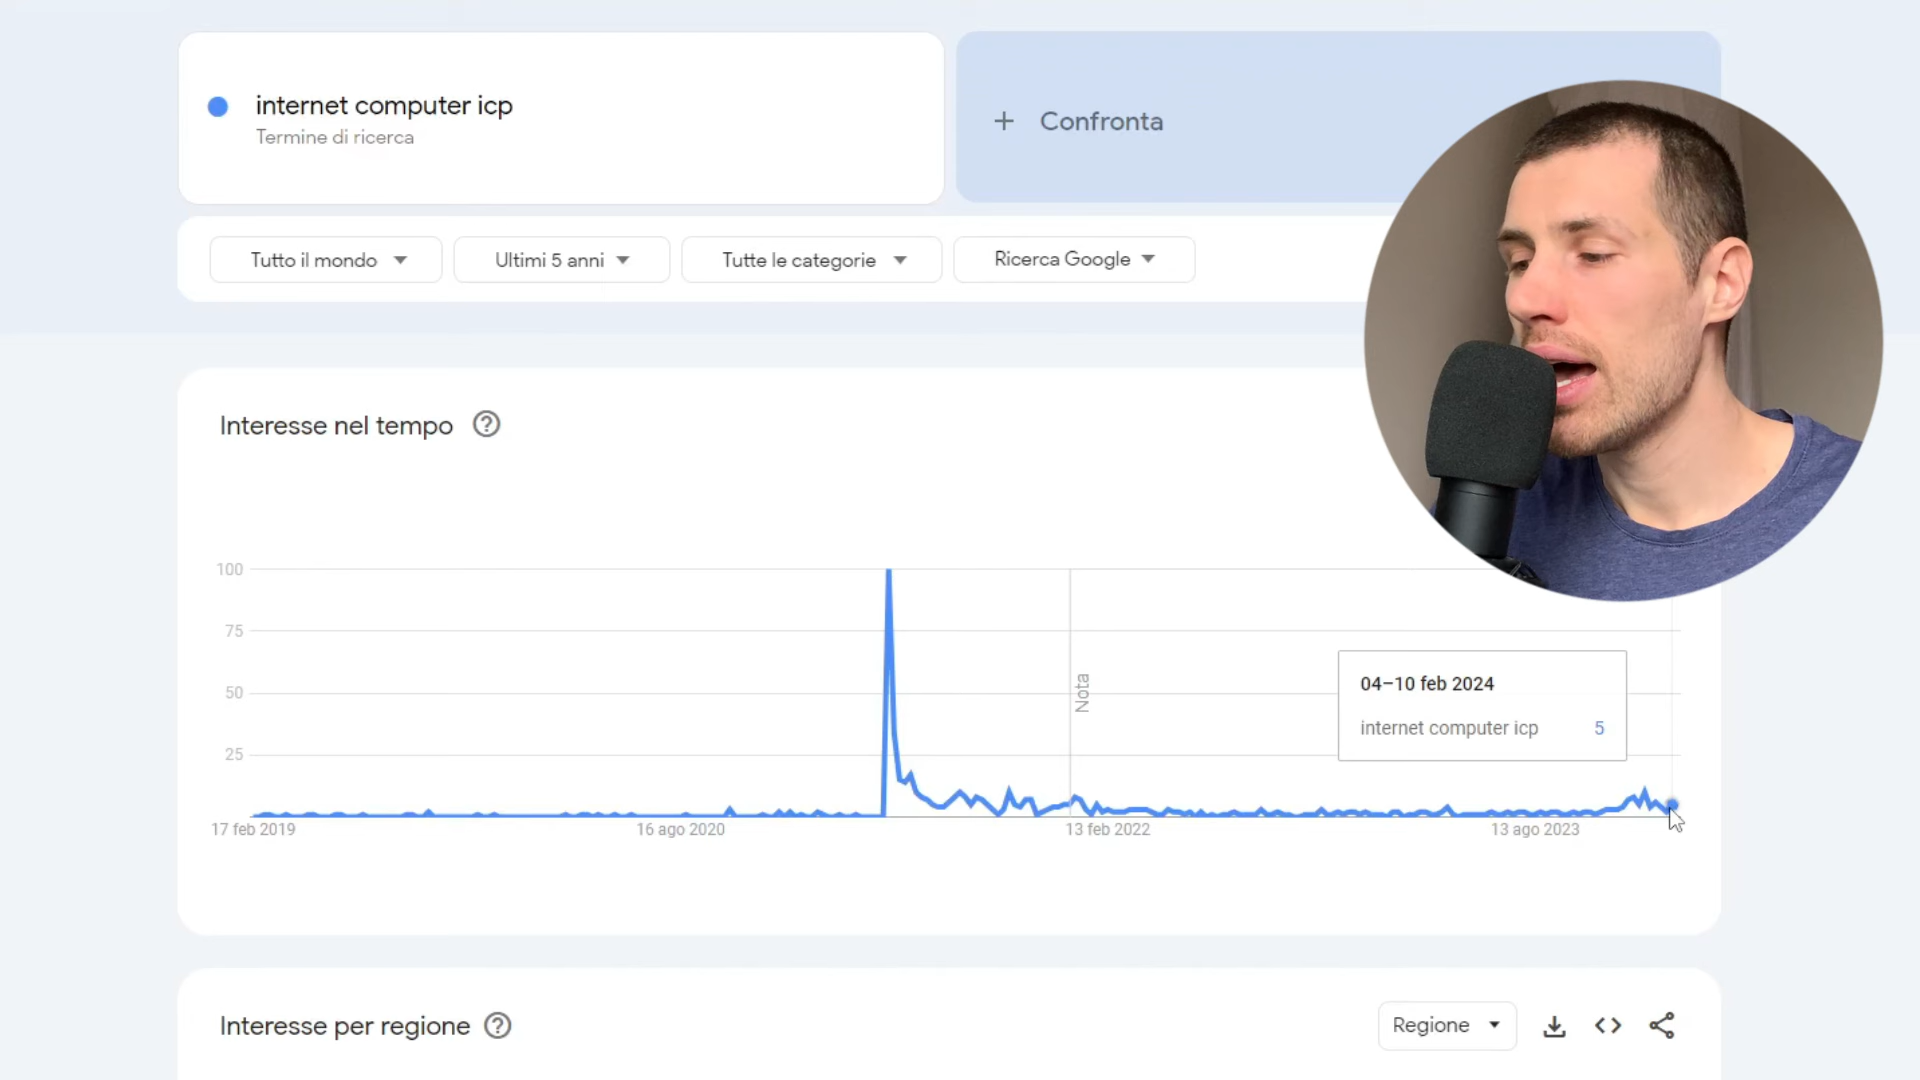 internet computer icp
Termine di ricerca
+ Confronta
Tutto il mondo
Ultimi 5 anni
Tutte le categorie
Ricerca Google
Interesse nel tempo
100
75
50
25
Nota
04–10 feb 2024
internet computer icp 5
17 feb 2019
16 ago 2020
13 feb 2022
13 ago 2023
Interesse per regione
Regione